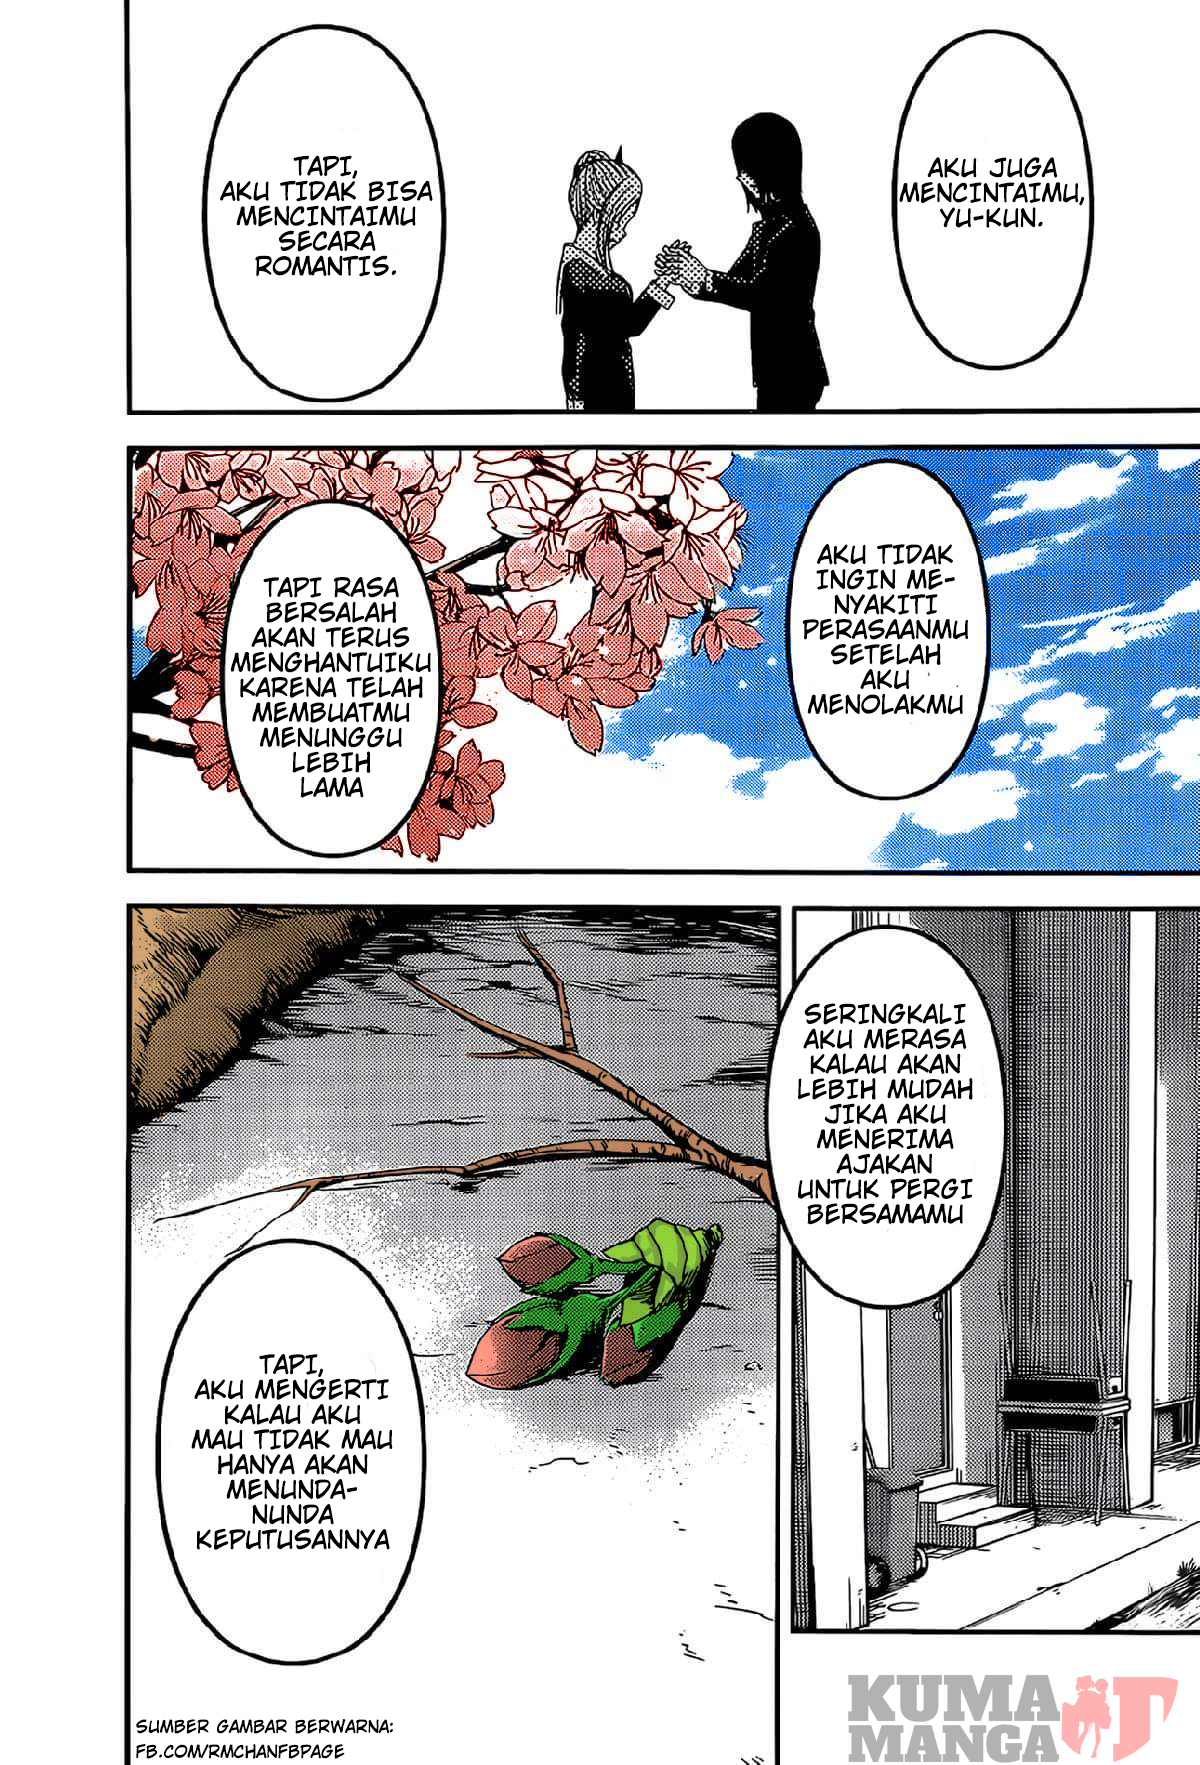 AKU JUGA
MENCINTAIMU,
YU-KUN.
TAPI,
AKU TIDAK BISA
MENCINTAIMU
SECARA
ROMANTIS.
AKU TIDAK
INGIN ME-
NYAKITI
PERASAANMU
SETELAH
AKU
MENOLAKMU
TAPI RASA
BERSALAH
AKAN TERUS
MENGHANTUIKU
KARENA TELAH
MEMBUATMU
MENUNGGU
LEBIH
LAMA
SERINGKALI
AKU MERASA
KALAU AKAN
LEBIH MUDAH
JIKA AKU
MENERIMA
AJAKAN
UNTUK PERGI
BERSAMAMU
TAPI,
AKU MENGERTI
KALAU AKU
MAU TIDAK MAU
HANYA AKAN
MENUNDA-
NUNDA
KEPUTUSANNYA
SUMBER GAMBAR BERWARNA:
FB.COM/RMCHANFBPAGE
KUMA
MANGA